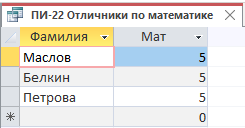 ПИ-22 Отличники по математике
Фамилия Мат
Маслов 5
Белкин 5
Петрова 5
* 0